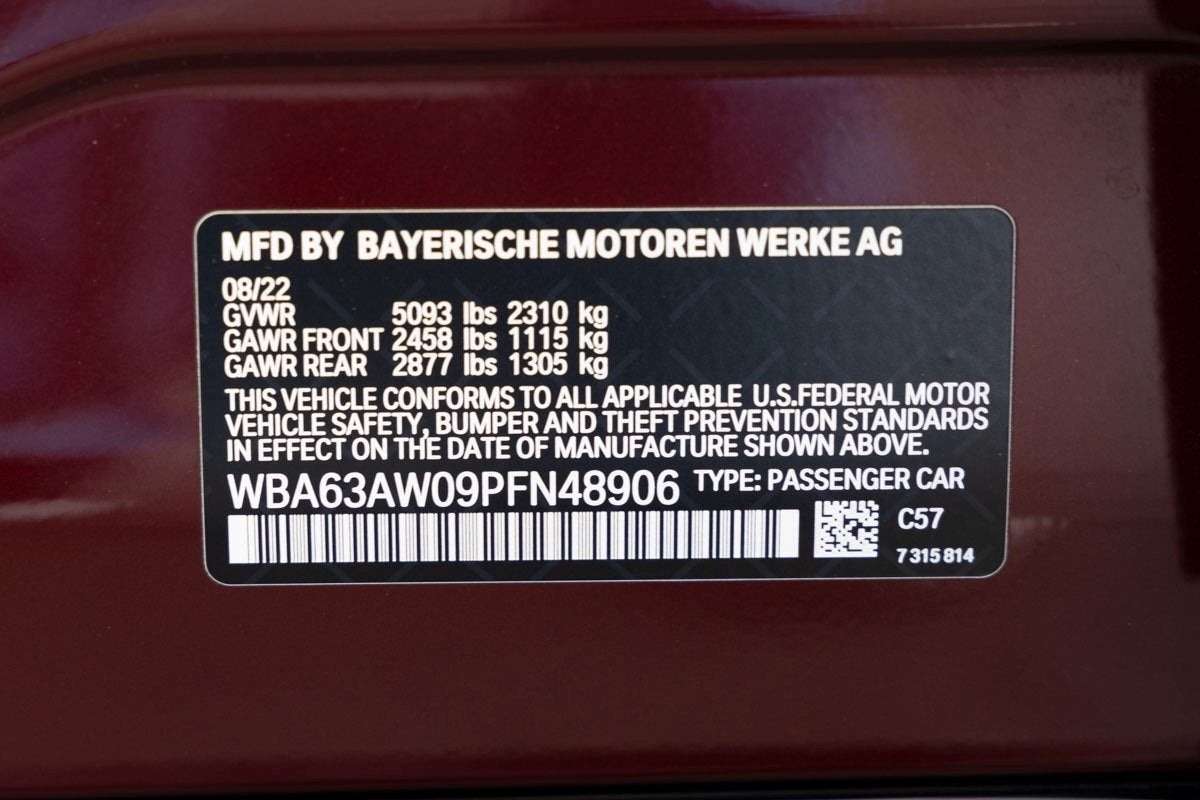 MFD BY BAYERISCHE MOTOREN WERKE AG
08/22
GVWR 5093 lbs 2310 kg
GAWR FRONT 2458 lbs 1115 kg
GAWR REAR 2877 lbs 1305 kg
THIS VEHICLE CONFORMS TO ALL APPLICABLE U.S.FEDERAL MOTOR
VEHICLE SAFETY, BUMPER AND THEFT PREVENTION STANDARDS
IN EFFECT ON THE DATE OF MANUFACTURE SHOWN ABOVE.
WBA63AW09PFN48906 TYPE: PASSENGER CAR
C57
7 315 814